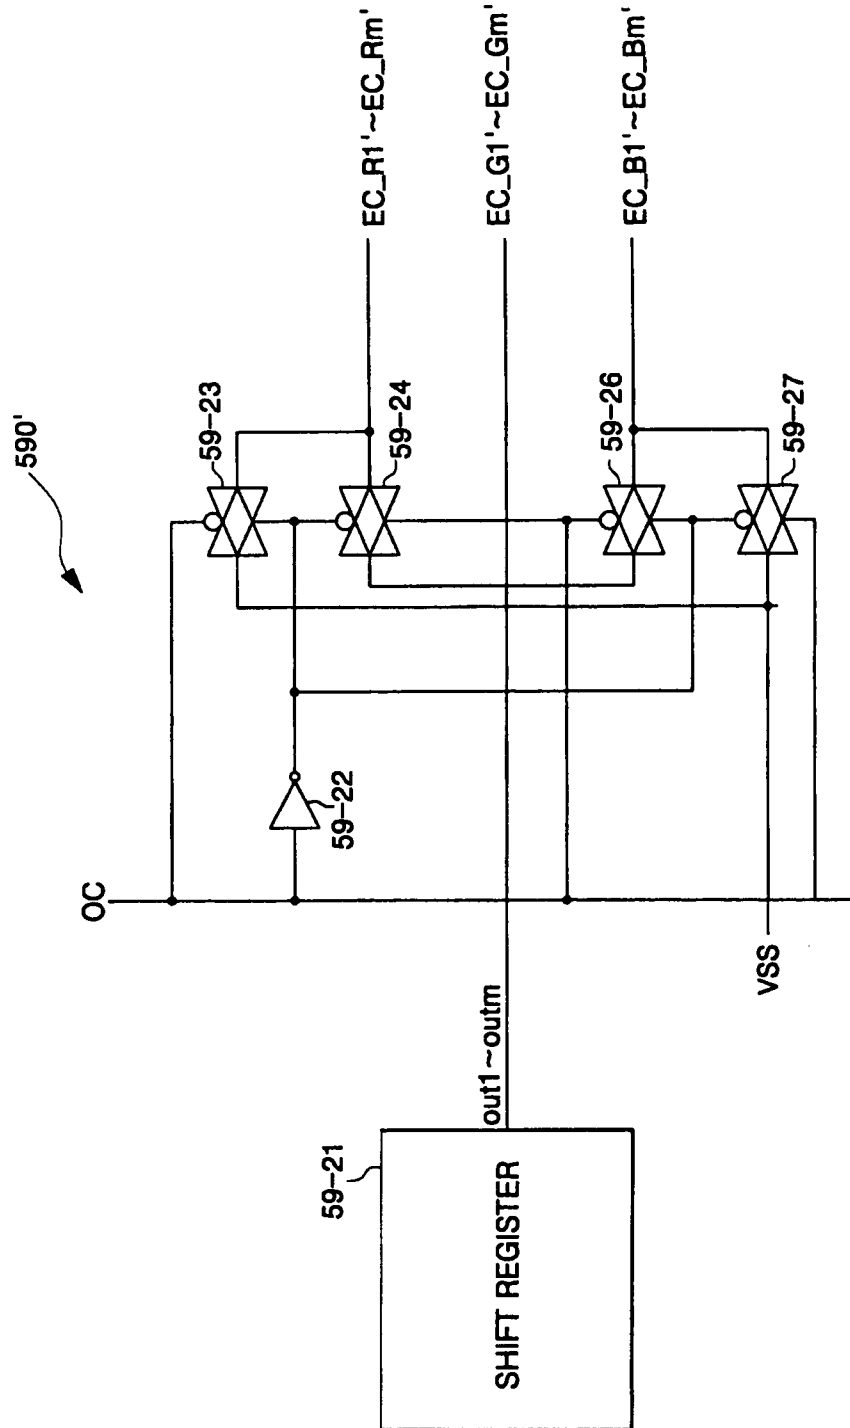 590'
OC
59-23
EC_R1'~EC_Rm'
59-22
59-24
59-21
SHIFT REGISTER
out1~outm
EC_G1'~EC_Gm'
59-26
EC_B1'~EC_Bm'
VSS
59-27